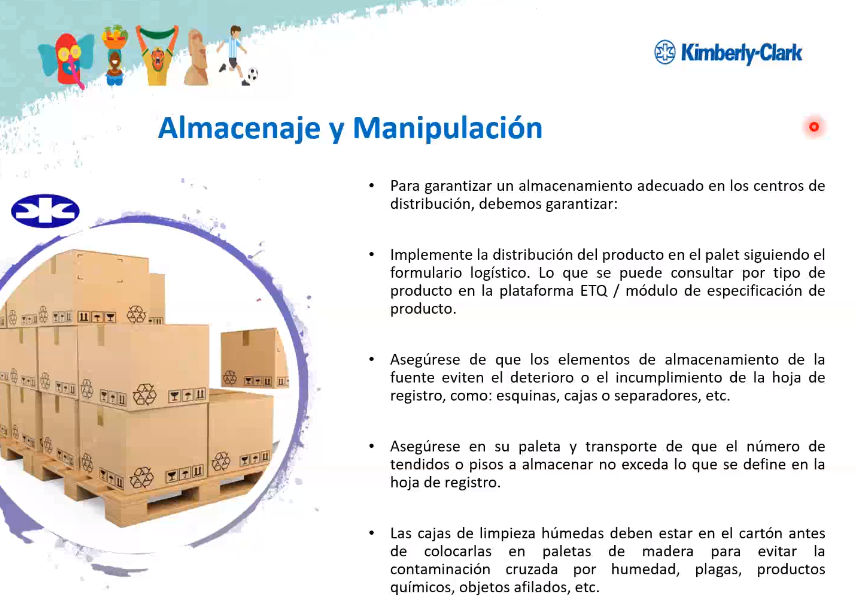 Kimberly-Clark
Almacenaje y Manipulación
• Para garantizar un almacenamiento adecuado en los centros de
distribución, debemos garantizar:
• Implemente la distribución del producto en el palet siguiendo el
formulario logístico. Lo que se puede consultar por tipo de
producto en la plataforma ETQ / módulo de especificación de
producto.
• Asegúrese de que los elementos de almacenamiento de la
fuente eviten el deterioro o el incumplimiento de la hoja de
registro, como: esquinas, cajas o separadores, etc.
• Asegúrese en su paleta y transporte de que el número de
tendidos o pisos a almacenar no exceda lo que se define en la
hoja de registro.
• Las cajas de limpieza húmedas deben estar en el cartón antes
de colocarlas en paletas de madera para evitar la
contaminación cruzada por humedad, plagas, productos
químicos, objetos afilados, etc.